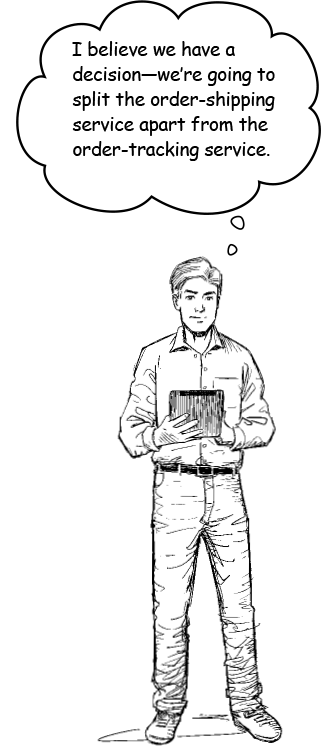 I believe we have a
decision—we're going to
split the order-shipping
service apart from the
order-tracking service.